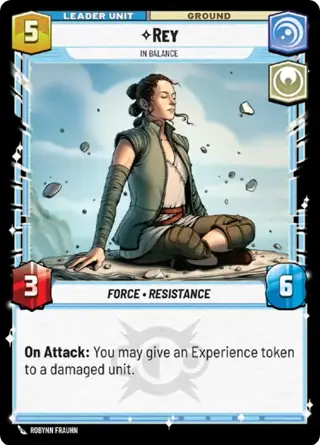 LEADER UNIT
GROUND
5
✧REY
IN BALANCE
3
6
FORCE • RESISTANCE
On Attack: You may give an Experience token
to a damaged unit.
ROBYNN FRAUHN